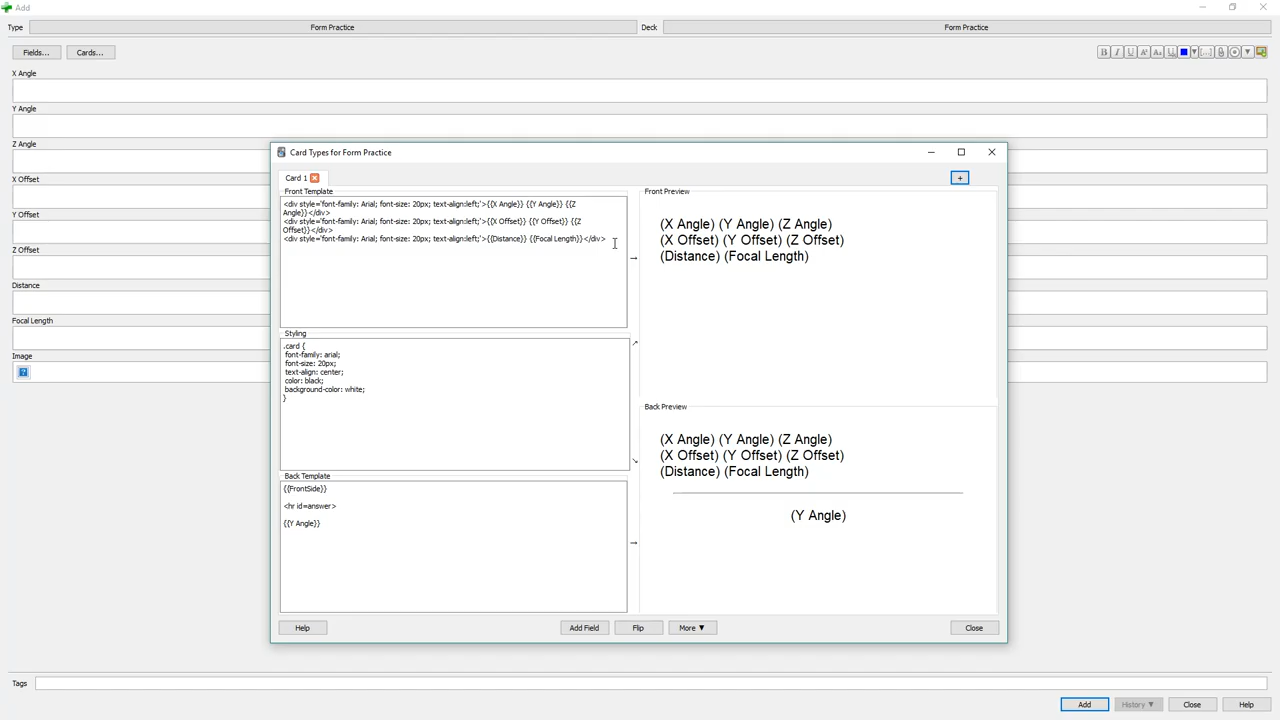 Add
Type Form Practice Deck Form Practice
Fields... Cards...
X Angle
Y Angle
Z Angle
X Offset
Y Offset
Z Offset
Distance
Focal Length
Image
Card Types for Form Practice
Card 1
+
Front Template
<div style='font-family: Arial; font-size: 20px; text-align:left;'>{{X Angle}} {{Y Angle}} {{Z
Angle}}</div>
<div style='font-family: Arial; font-size: 20px; text-align:left;'>{{X Offset}} {{Y Offset}} {{Z
Offset}}</div>
<div style='font-family: Arial; font-size: 20px; text-align:left;'>{{Distance}} {{Focal Length}}</div>
Styling
.card {
font-family: arial;
font-size: 20px;
text-align: center;
color: black;
background-color: white;
}
Back Template
{{FrontSide}}
<hr id=answer>
{{Y Angle}}
Front Preview
(X Angle) (Y Angle) (Z Angle)
(X Offset) (Y Offset) (Z Offset)
(Distance) (Focal Length)
Back Preview
(X Angle) (Y Angle) (Z Angle)
(X Offset) (Y Offset) (Z Offset)
(Distance) (Focal Length)
(Y Angle)
Help Add Field Flip More ▼ Close
Tags
Add History ▼ Close Help